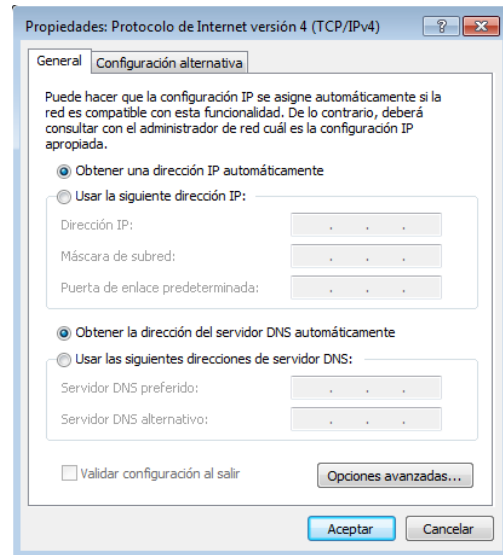 Propiedades: Protocolo de Internet versión 4 (TCP/IPv4)
General
Configuración alternativa
Puede hacer que la configuración IP se asigne automáticamente si la
red es compatible con esta funcionalidad. De lo contrario, deberá
consultar con el administrador de red cuál es la configuración IP
apropiada.
Obtener una dirección IP automáticamente
Usar la siguiente dirección IP:
Dirección IP:
Máscara de subred:
Puerta de enlace predeterminada:
Obtener la dirección del servidor DNS automáticamente
Usar las siguientes direcciones de servidor DNS:
Servidor DNS preferido:
Servidor DNS alternativo:
Validar configuración al salir
Opciones avanzadas...
Aceptar
Cancelar